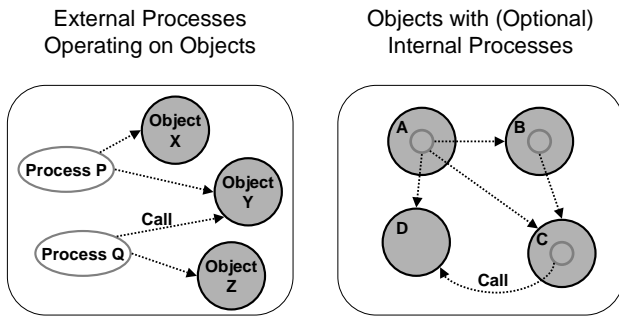 External Processes
Operating on Objects
Objects with (Optional)
Internal Processes
Object
X
Process P
Object
Y
Call
Process Q
Object
Z
A
B
D
C
Call